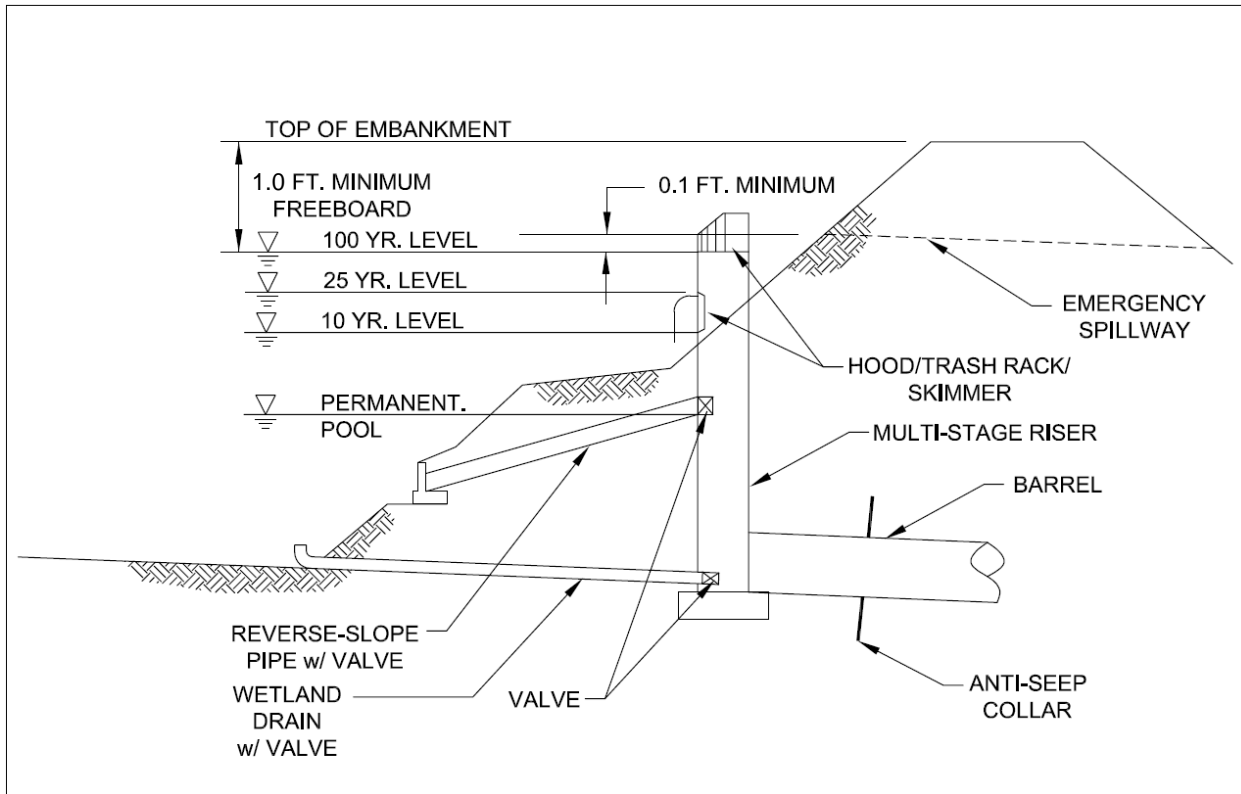 TOP OF EMBANKMENT
1.0 FT. MINIMUM
FREEBOARD
0.1 FT. MINIMUM
100 YR. LEVEL
25 YR. LEVEL
10 YR. LEVEL
EMERGENCY
SPILLWAY
HOOD/TRASH RACK/
SKIMMER
PERMANENT.
POOL
MULTI-STAGE RISER
BARREL
REVERSE-SLOPE
PIPE w/ VALVE
WETLAND
DRAIN
w/ VALVE
VALVE
ANTI-SEEP
COLLAR